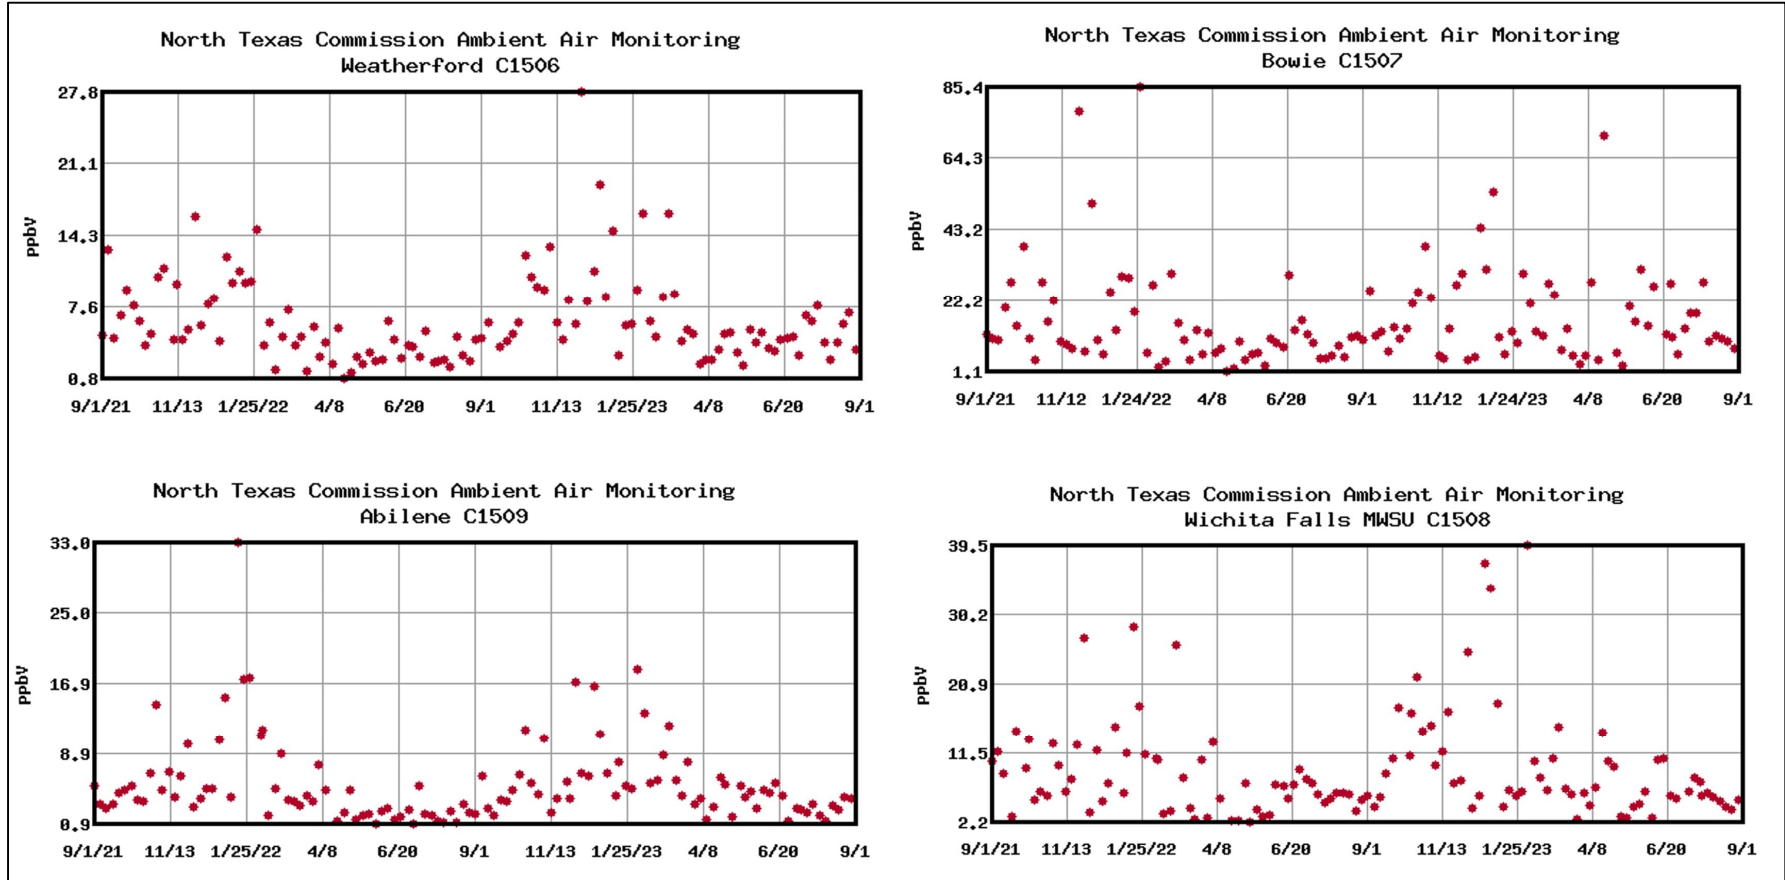 North Texas Commission Ambient Air Monitoring
Weatherford C1506
27.8
21.1
14.3
7.6
0.8
ppbV
9/1/21 11/13 1/25/22 4/8 6/20 9/1 11/13 1/25/23 4/8 6/20 9/1
North Texas Commission Ambient Air Monitoring
Bowie C1507
85.4
64.3
43.2
22.2
1.1
ppbV
9/1/21 11/12 1/24/22 4/8 6/20 9/1 11/12 1/24/23 4/8 6/20 9/1
North Texas Commission Ambient Air Monitoring
Abilene C1509
33.0
25.0
16.9
8.9
0.9
ppbV
9/1/21 11/13 1/25/22 4/8 6/20 9/1 11/13 1/25/23 4/8 6/20 9/1
North Texas Commission Ambient Air Monitoring
Wichita Falls MWSU C1508
39.5
30.2
20.9
11.5
2.2
ppbV
9/1/21 11/13 1/25/22 4/8 6/20 9/1 11/13 1/25/23 4/8 6/20 9/1